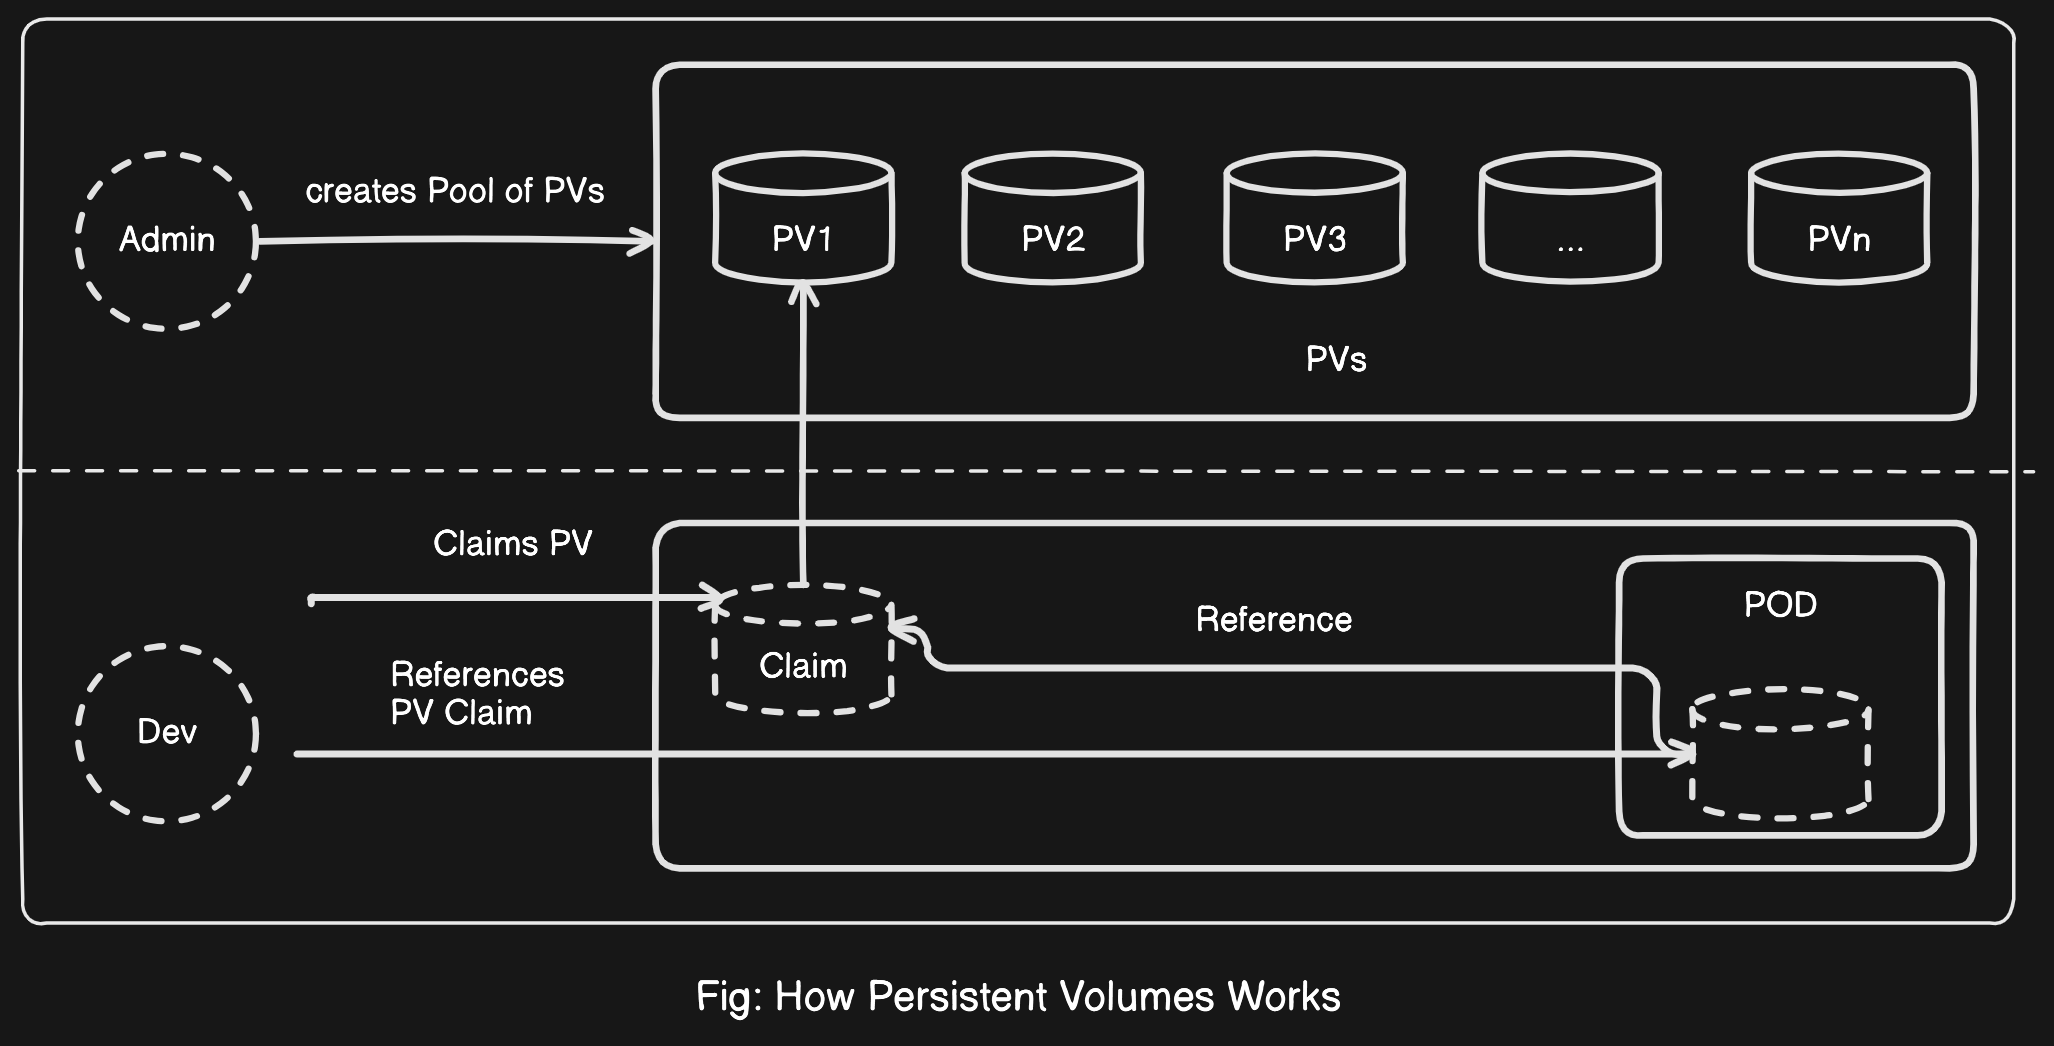 creates Pool of PVs
Admin
PV1
PV2
PV3
...
PVn
PVs
Claims PV
POD
Reference
Claim
References
PV Claim
Dev
Fig: How Persistent Volumes Works